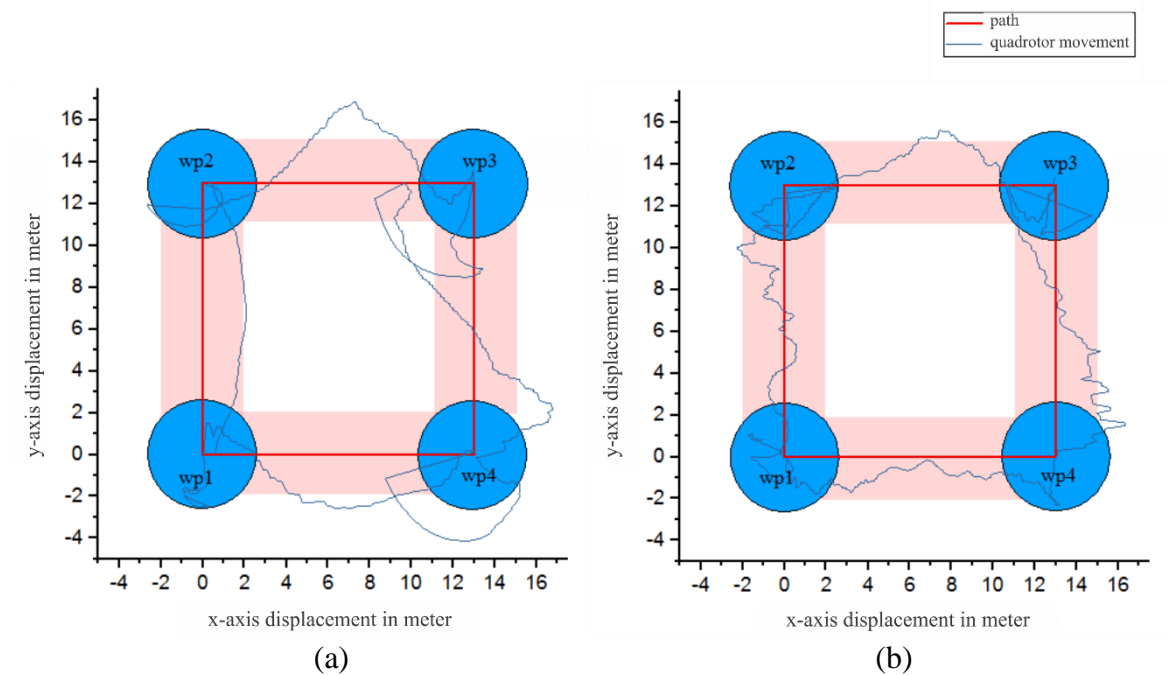 path
quadrotor movement
16
14
12
10
8
6
4
2
0
-2
-4
y-axis displacement in meter
wp2
wp3
wp1
wp4
-4 -2 0 2 4 6 8 10 12 14 16
x-axis displacement in meter
(a)
16
14
12
10
8
6
4
2
0
-2
-4
y-axis displacement in meter
wp2
wp3
wp1
wp4
-4 -2 0 2 4 6 8 10 12 14 16
x-axis displacement in meter
(b)